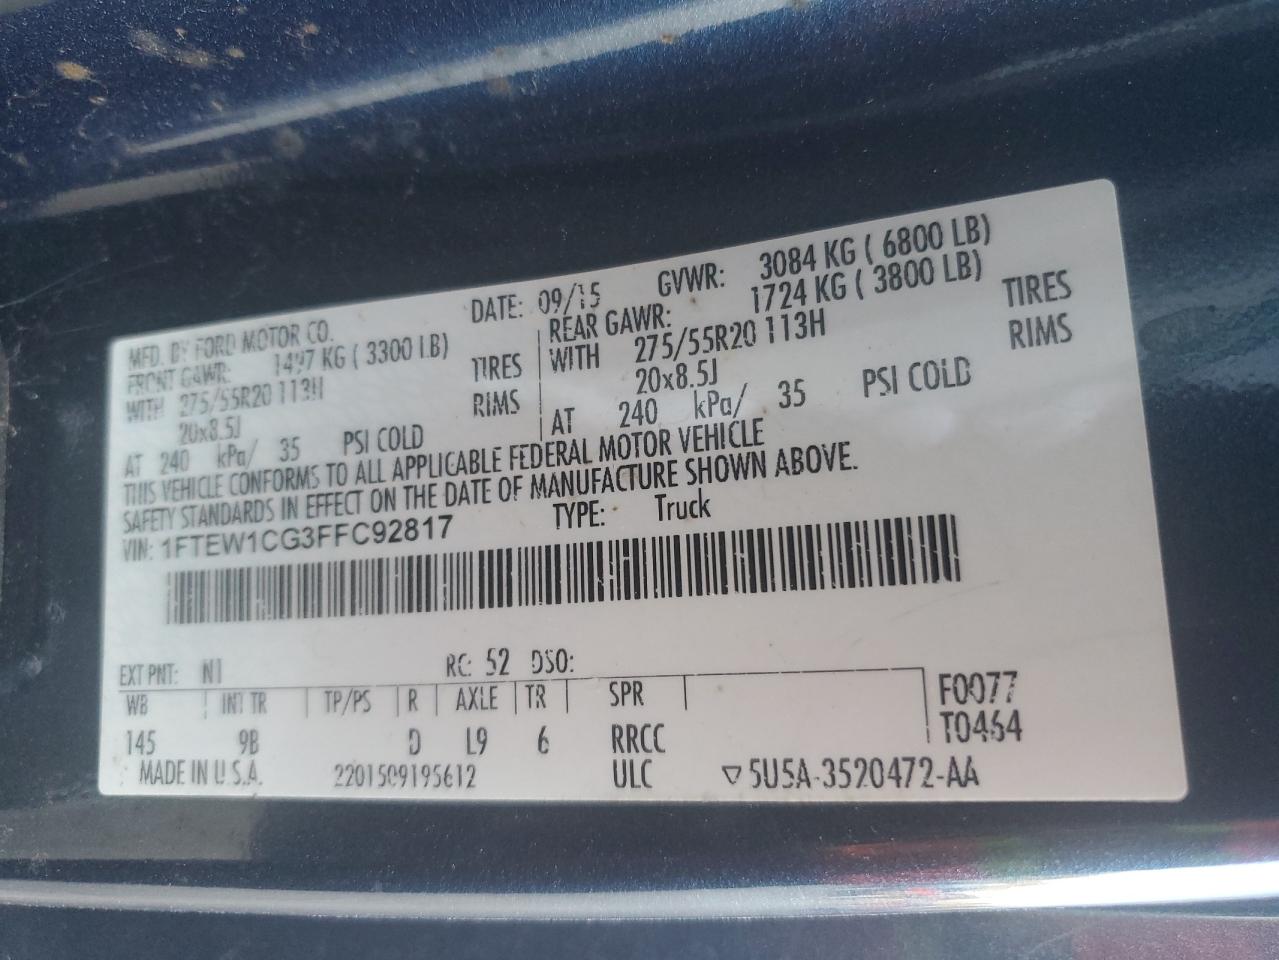 MFD. BY FORD MOTOR CO.
DATE: 09/15
GVWR: 3084 KG ( 6800 LB)
FRONT GAWR: 1497 KG ( 3300 LB)
REAR GAWR: 1724 KG ( 3800 LB)
WITH 275/55R20 113H TIRES
WITH 275/55R20 113H TIRES
20x8.5J RIMS
20x8.5J RIMS
AT 240 kPa/ 35 PSI COLD
AT 240 kPa/ 35 PSI COLD
THIS VEHICLE CONFORMS TO ALL APPLICABLE FEDERAL MOTOR VEHICLE
SAFETY STANDARDS IN EFFECT ON THE DATE OF MANUFACTURE SHOWN ABOVE.
VIN: 1FTEW1CG3FFC92817 TYPE: Truck
EXT PNT: N1 RC: 52 DSO:
WB INT TR TP/PS R AXLE TR SPR F0077
145 9B D L9 6 RRCC T0464
MADE IN U.S.A. 2201509195612 ULC ▽5U5A-3520472-AA